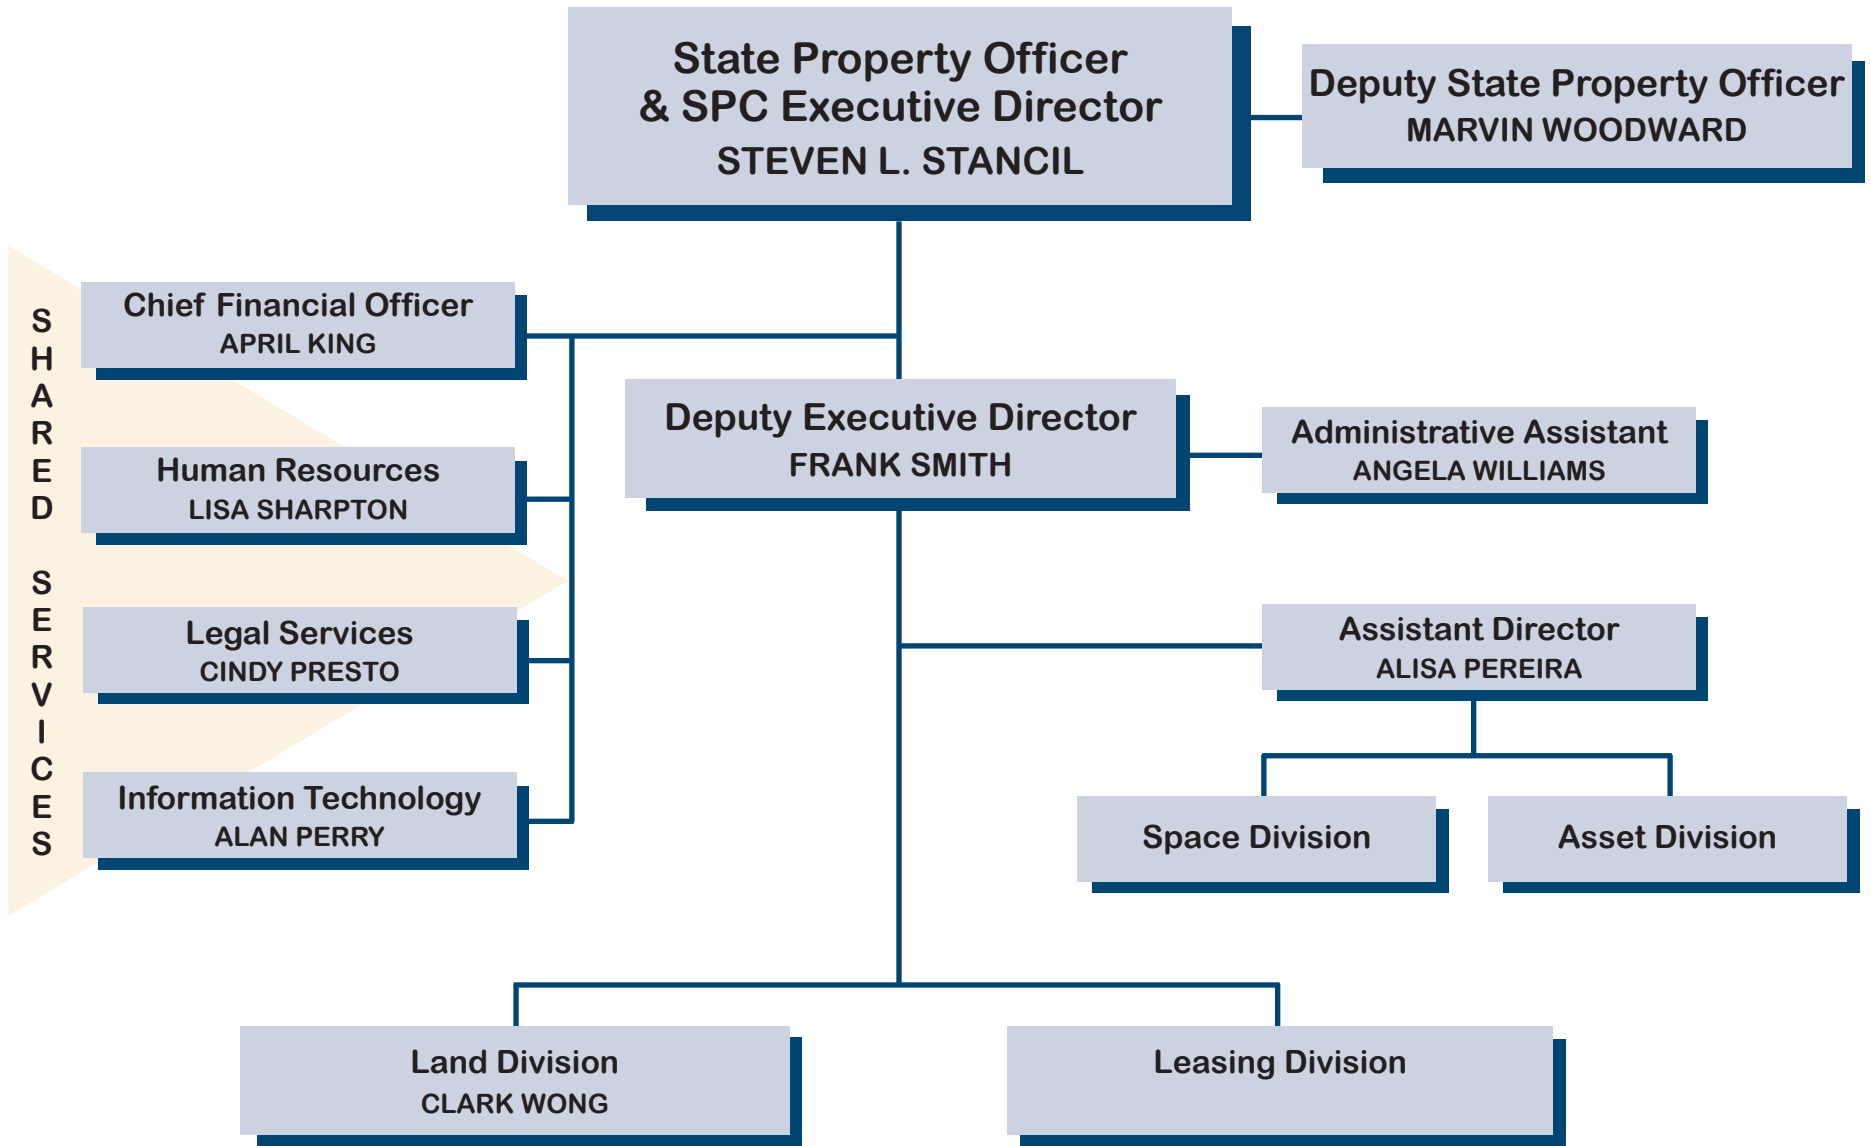 State Property Officer
& SPC Executive Director
STEVEN L. STANCIL
Deputy State Property Officer
MARVIN WOODWARD
SHARED SERVICES
Chief Financial Officer
APRIL KING
Human Resources
LISA SHARPTON
Legal Services
CINDY PRESTO
Information Technology
ALAN PERRY
Deputy Executive Director
FRANK SMITH
Administrative Assistant
ANGELA WILLIAMS
Assistant Director
ALISA PEREIRA
Space Division
Asset Division
Land Division
CLARK WONG
Leasing Division